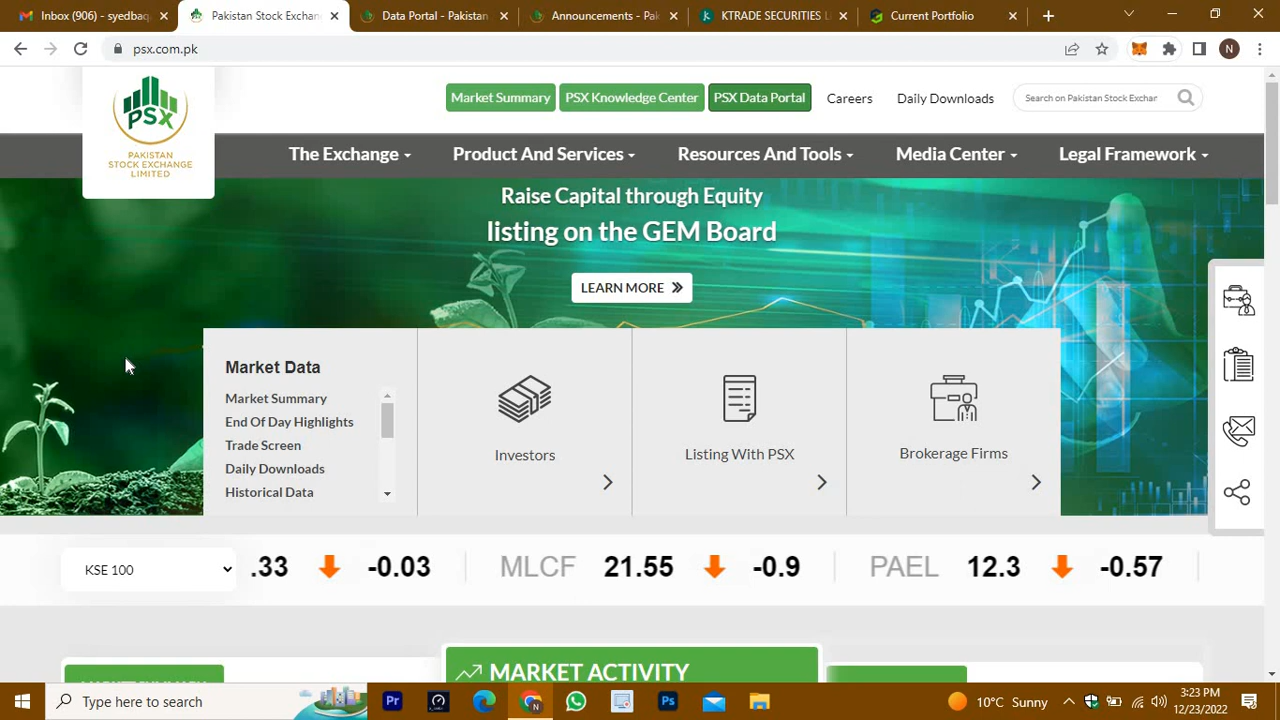 Inbox (906) - syedbaq
Pakistan Stock Exchan
Data Portal - Pakistan
Announcements - Pak
KTRADE SECURITIES L
Current Portfolio
psx.com.pk
N
Market Summary
PSX Knowledge Center
PSX Data Portal
Careers
Daily Downloads
Search on Pakistan Stock Exchar
PSX
PAKISTAN
STOCK EXCHANGE
LIMITED
The Exchange
Product And Services
Resources And Tools
Media Center
Legal Framework
Raise Capital through Equity
listing on the GEM Board
LEARN MORE
Market Data
Market Summary
End Of Day Highlights
Trade Screen
Daily Downloads
Historical Data
Investors
Listing With PSX
Brokerage Firms
KSE 100
.33 -0.03
MLCF 21.55 -0.9
PAEL 12.3 -0.57
MARKET ACTIVITY
Type here to search
Pr
N
Ps
10°C Sunny
3:23 PM
12/23/2022